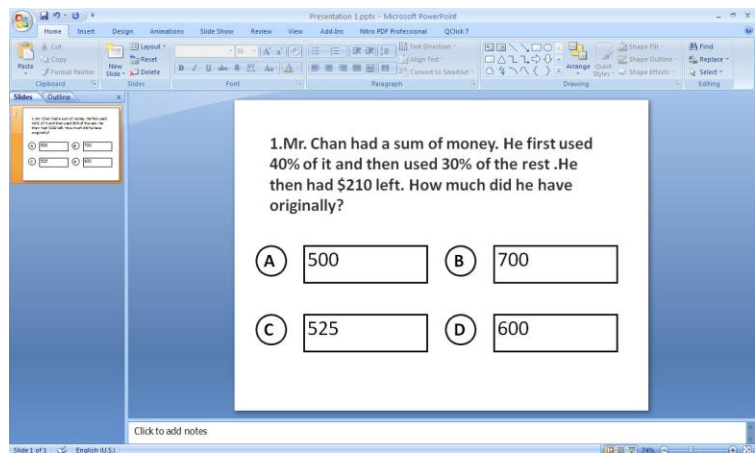 Presentation 1.pptx - Microsoft PowerPoint
Home Insert Design Animations Slide Show Review View Add-Ins Nitro PDF Professional QClick 7
Paste
Cut
Copy
Format Painter
Clipboard
New Slide
Layout
Reset
Delete
Slides
Font
Text Direction
Align Text
Convert to SmartArt
Paragraph
Arrange
Quick Styles
Shape Fill
Shape Outline
Shape Effects
Drawing
Find
Replace
Select
Editing
Slides Outline
1.Mr. Chan had a sum of money. He first used
40% of it and then used 30% of the rest .He
then had $210 left. How much did he have
originally?
A 500 B 700
C 525 D 600
Click to add notes
Slide 1 of 1 English (U.S.) 74%